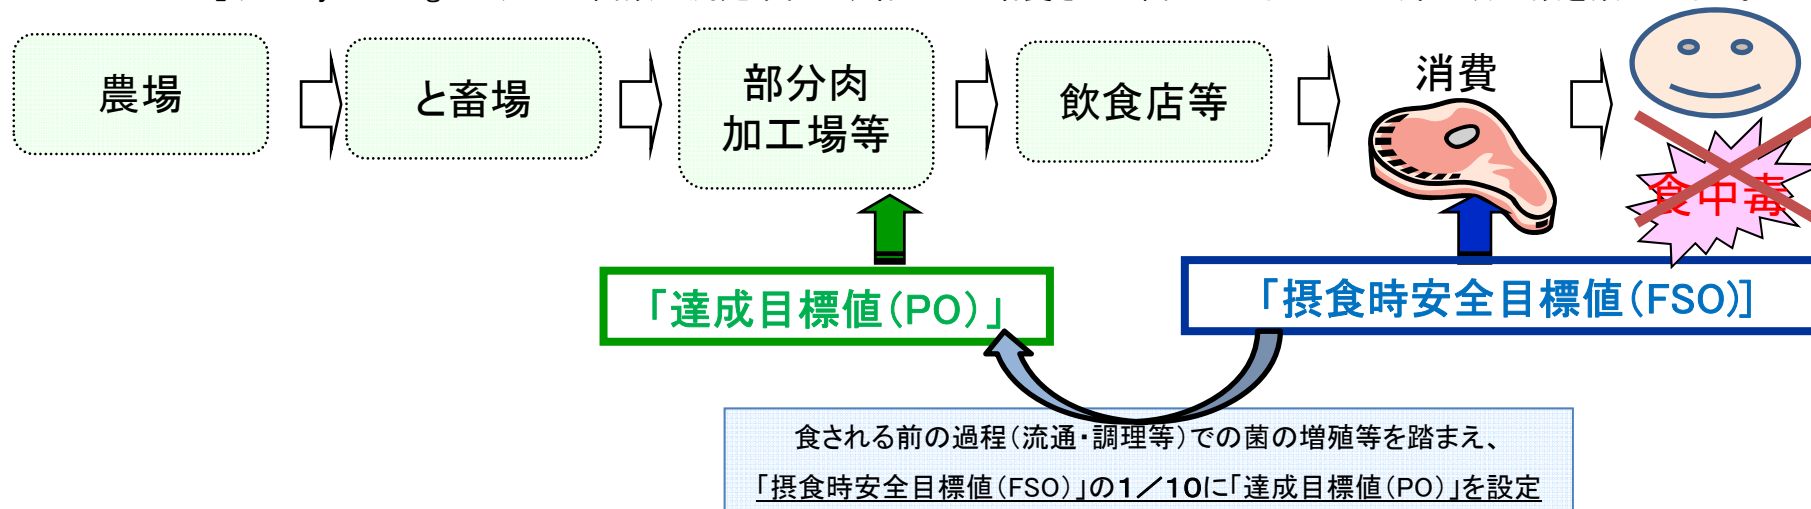 農場
と畜場
部分肉
加工場等
飲食店等
消費
食中毒
「達成目標値(PO)」
「摂食時安全目標値(FSO)]
食される前の過程(流通・調理等)での菌の増殖等を踏まえ、
「摂食時安全目標値(FSO)」の1/10に「達成目標値(PO)」を設定